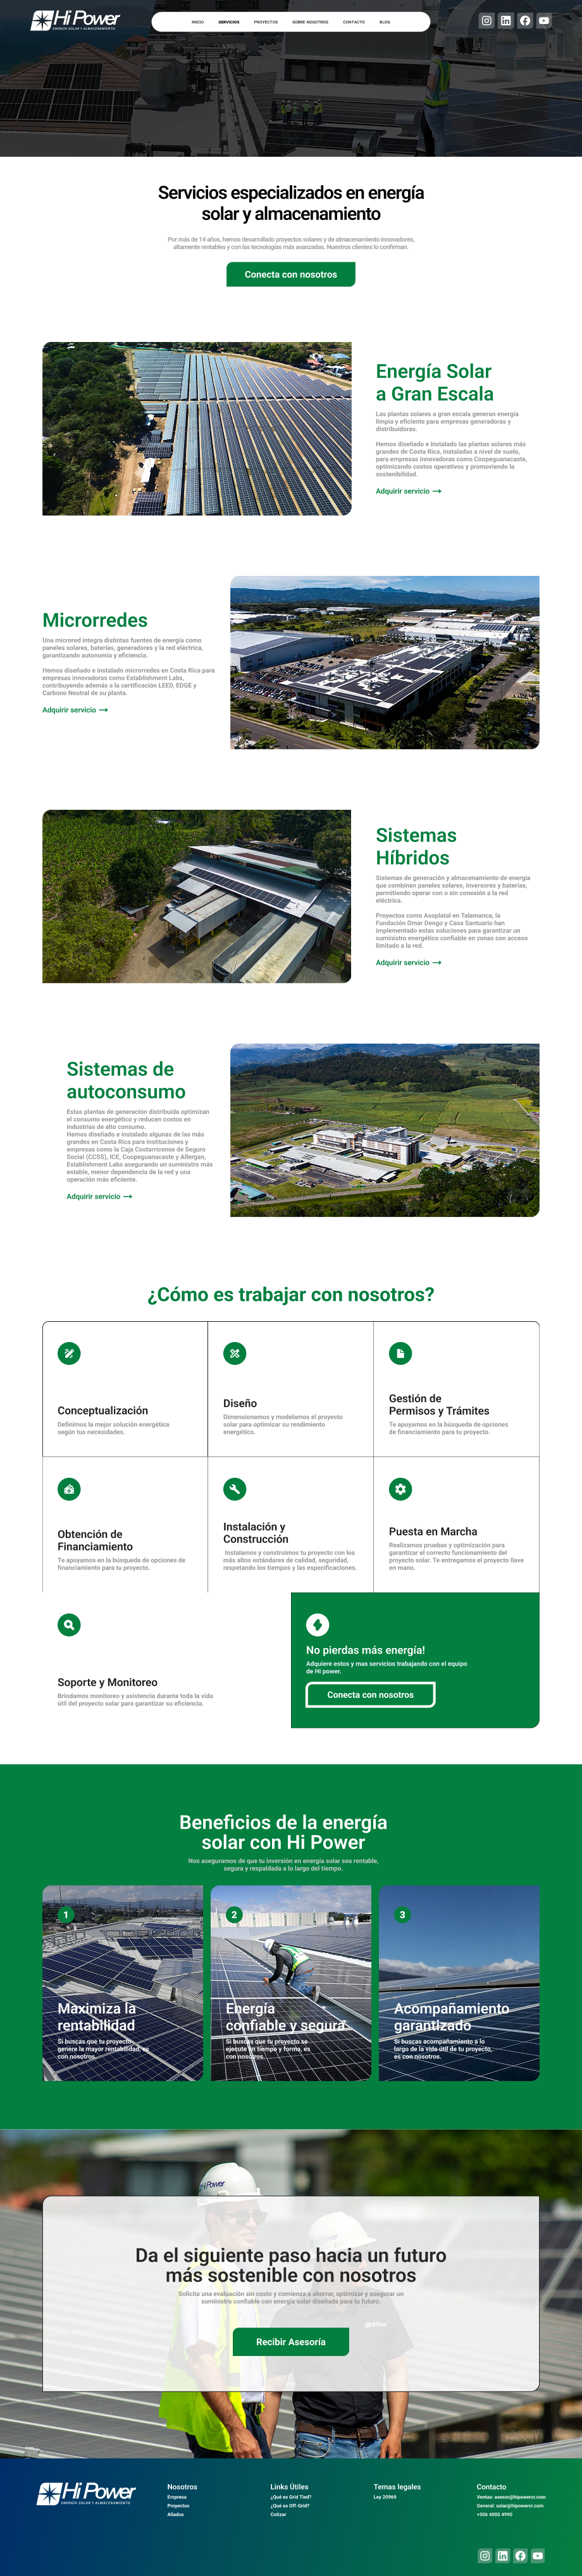 Hi Power
ENERGÍA SOLAR Y ALMACENAMIENTO
INICIO
SERVICIOS
PROYECTOS
SOBRE NOSOTROS
CONTACTO
BLOG
Servicios especializados en energía
solar y almacenamiento
Por más de 14 años, hemos desarrollado proyectos solares y de almacenamiento innovadores,
altamente rentables y con las tecnologías más avanzadas. Nuestros clientes lo confirman.
Conecta con nosotros
Energía Solar
a Gran Escala
Las plantas solares a gran escala generan energía
limpia y eficiente para empresas generadoras y
distribuidoras.
Hemos diseñado e instalado las plantas solares más
grandes de Costa Rica, instaladas a nivel de suelo,
para empresas innovadoras como Coopeguanacaste,
optimizando costos operativos y promoviendo la
sostenibilidad.
Adquirir servicio
Microrredes
Una microred integra distintas fuentes de energía como
paneles solares, baterías, generadores y la red eléctrica,
garantizando autonomía y eficiencia.
Hemos diseñado e instalado microrredes en Costa Rica para
empresas innovadoras como Establishment Labs,
contribuyendo además a la certificación LEED, EDGE y
Carbono Neutral de su planta.
Adquirir servicio
Sistemas
Híbridos
Sistemas de generación y almacenamiento de energía
que combinan paneles solares, inversores y baterías,
permitiendo operar con o sin conexión a la red
eléctrica.
Proyectos como Asoplatal en Talamanca, la
Fundación Omar Dengo y Casa Santuario han
implementado estas soluciones para garantizar un
suministro energético confiable en zonas con acceso
limitado a la red.
Adquirir servicio
Sistemas de
autoconsumo
Estas plantas de generación distribuida optimizan
el consumo energético y reducen costos en
industrias de alto consumo.
Hemos diseñado e instalado algunas de las más
grandes en Costa Rica para instituciones y
empresas como la Caja Costarricense de Seguro
Social (CCSS), ICE, Coopeguanacaste y Allergan,
Establishment Labs asegurando un suministro más
estable, menor dependencia de la red y una
operación más eficiente.
Adquirir servicio
¿Cómo es trabajar con nosotros?
Conceptualización
Definimos la mejor solución energética
según tus necesidades.
Diseño
Dimensionamos y modelamos el proyecto
solar para optimizar su rendimiento
energético.
Gestión de
Permisos y Trámites
Te apoyamos en la búsqueda de opciones
de financiamiento para tu proyecto.
Obtención de
Financiamiento
Te apoyamos en la búsqueda de opciones de
financiamiento para tu proyecto.
Instalación y
Construcción
Instalamos y construimos tu proyecto con los
más altos estándares de calidad, seguridad,
respetando los tiempos y las especificaciones.
Puesta en Marcha
Realizamos pruebas y optimización para
garantizar el correcto funcionamiento del
proyecto solar. Te entregamos el proyecto llave
en mano.
Soporte y Monitoreo
Brindamos monitoreo y asistencia durante toda la vida
útil del proyecto solar para garantizar su eficiencia.
No pierdas más energía!
Adquiere estos y mas servicios trabajando con el equipo
de Hi power.
Conecta con nosotros
Beneficios de la energía
solar con Hi Power
Nos aseguramos de que tu inversión en energía solar sea rentable,
segura y respaldada a lo largo del tiempo.
1
Maximiza la
rentabilidad
Si buscas que tu proyecto
genere la mayor rentabilidad, es
con nosotros.
2
Energía
confiable y segura
Si buscas que tu proyecto se
ejecute en tiempo y forma, es
con nosotros.
3
Acompañamiento
garantizado
Si buscas acompañamiento a lo
largo de la vida útil de tu proyecto,
es con nosotros.
Hi Power
Da el siguiente paso hacia un futuro
más sostenible con nosotros
Solicita una evaluación sin costo y comienza a ahorrar, optimizar y asegurar un
suministro confiable con energía solar diseñada para tu futuro.
Recibir Asesoría
Hi Power
ENERGÍA SOLAR Y ALMACENAMIENTO
Nosotros
Empresa
Proyectos
Aliados
Links Útiles
¿Qué es Grid Tied?
¿Qué es Off-Grid?
Cotizar
Temas legales
Ley 20969
Contacto
Ventas: asesor@hipowercr.com
General: solar@hipowercr.com
+506 4000 4990